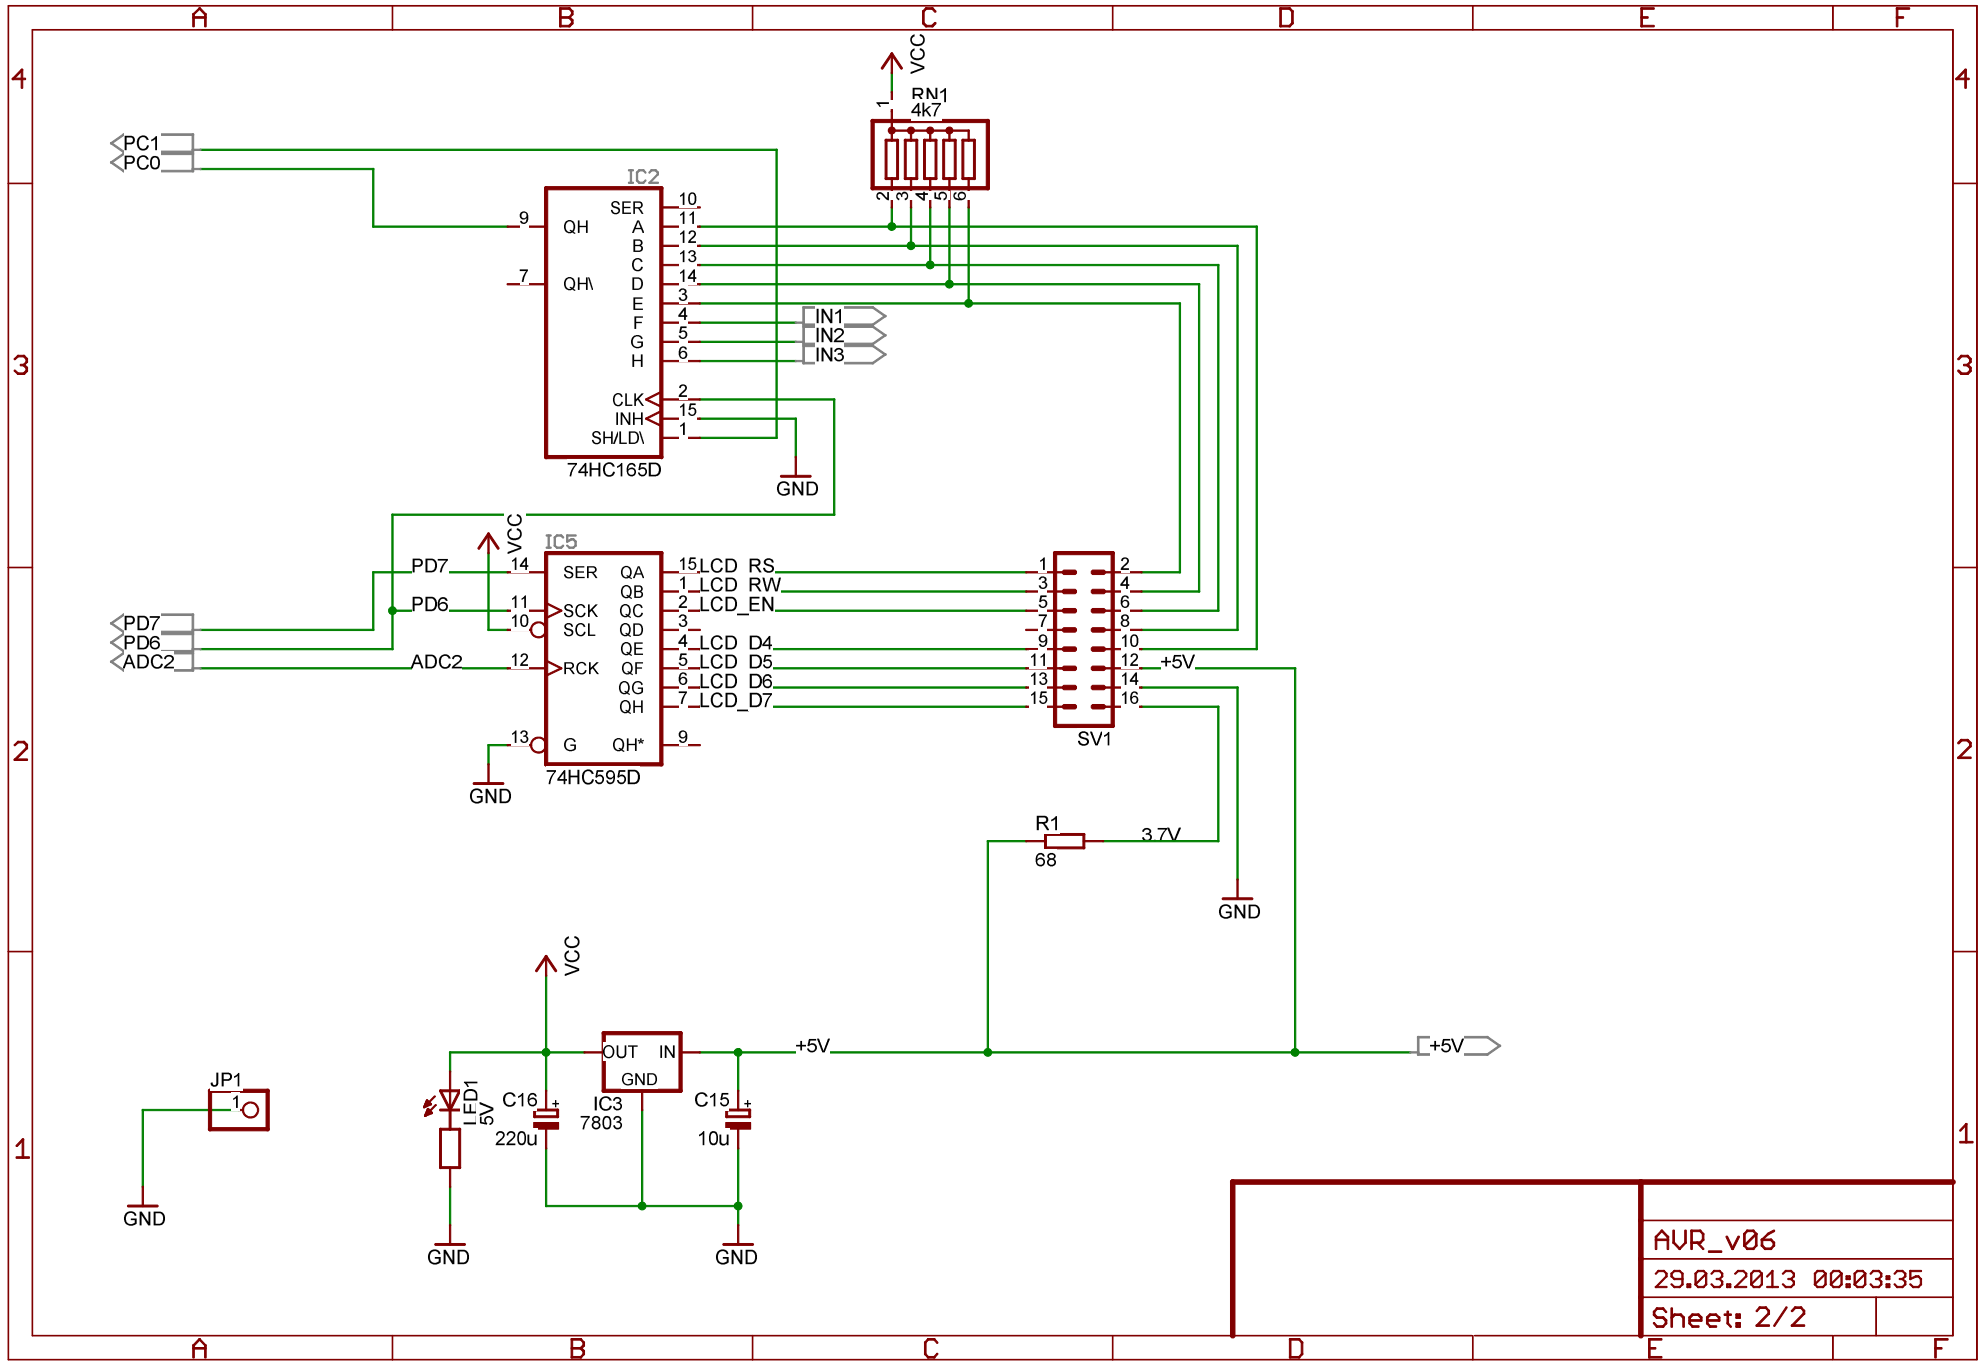 A B C D E F
4 4
VCC
RN1
4k7
1
PC1
PC0
2 3 4 5 6
IC2
9 QH SER 10
A 11
B 12
C 13
7 QH\ D 14
E 3
F 4 IN1
G 5 IN2
H 6 IN3
3 3
CLK 2
INH 15
SH/LD\ 1
74HC165D
GND
VCC
IC5
PD7 14 SER QA 15 LCD_RS 1 2
QB 1 LCD_RW 3 4
PD6 11 SCK QC 2 LCD_EN 5 6
PD7 10 SCL QD 3 7 8
PD6 QE 4 LCD_D4 9 10
ADC2 ADC2 12 RCK QF 5 LCD_D5 11 12 +5V
QG 6 LCD_D6 13 14
QH 7 LCD_D7 15 16
13 G QH* 9 SV1
2 2
74HC595D
GND
R1 3.7V
68
GND
VCC
OUT IN +5V +5V
GND
JP1
1
LED1
5V
C16 +
220u
IC3
7803
C15 +
10u
1 1
GND
GND GND
AVR_v06
29.03.2013 00:03:35
Sheet: 2/2
A B C D E F